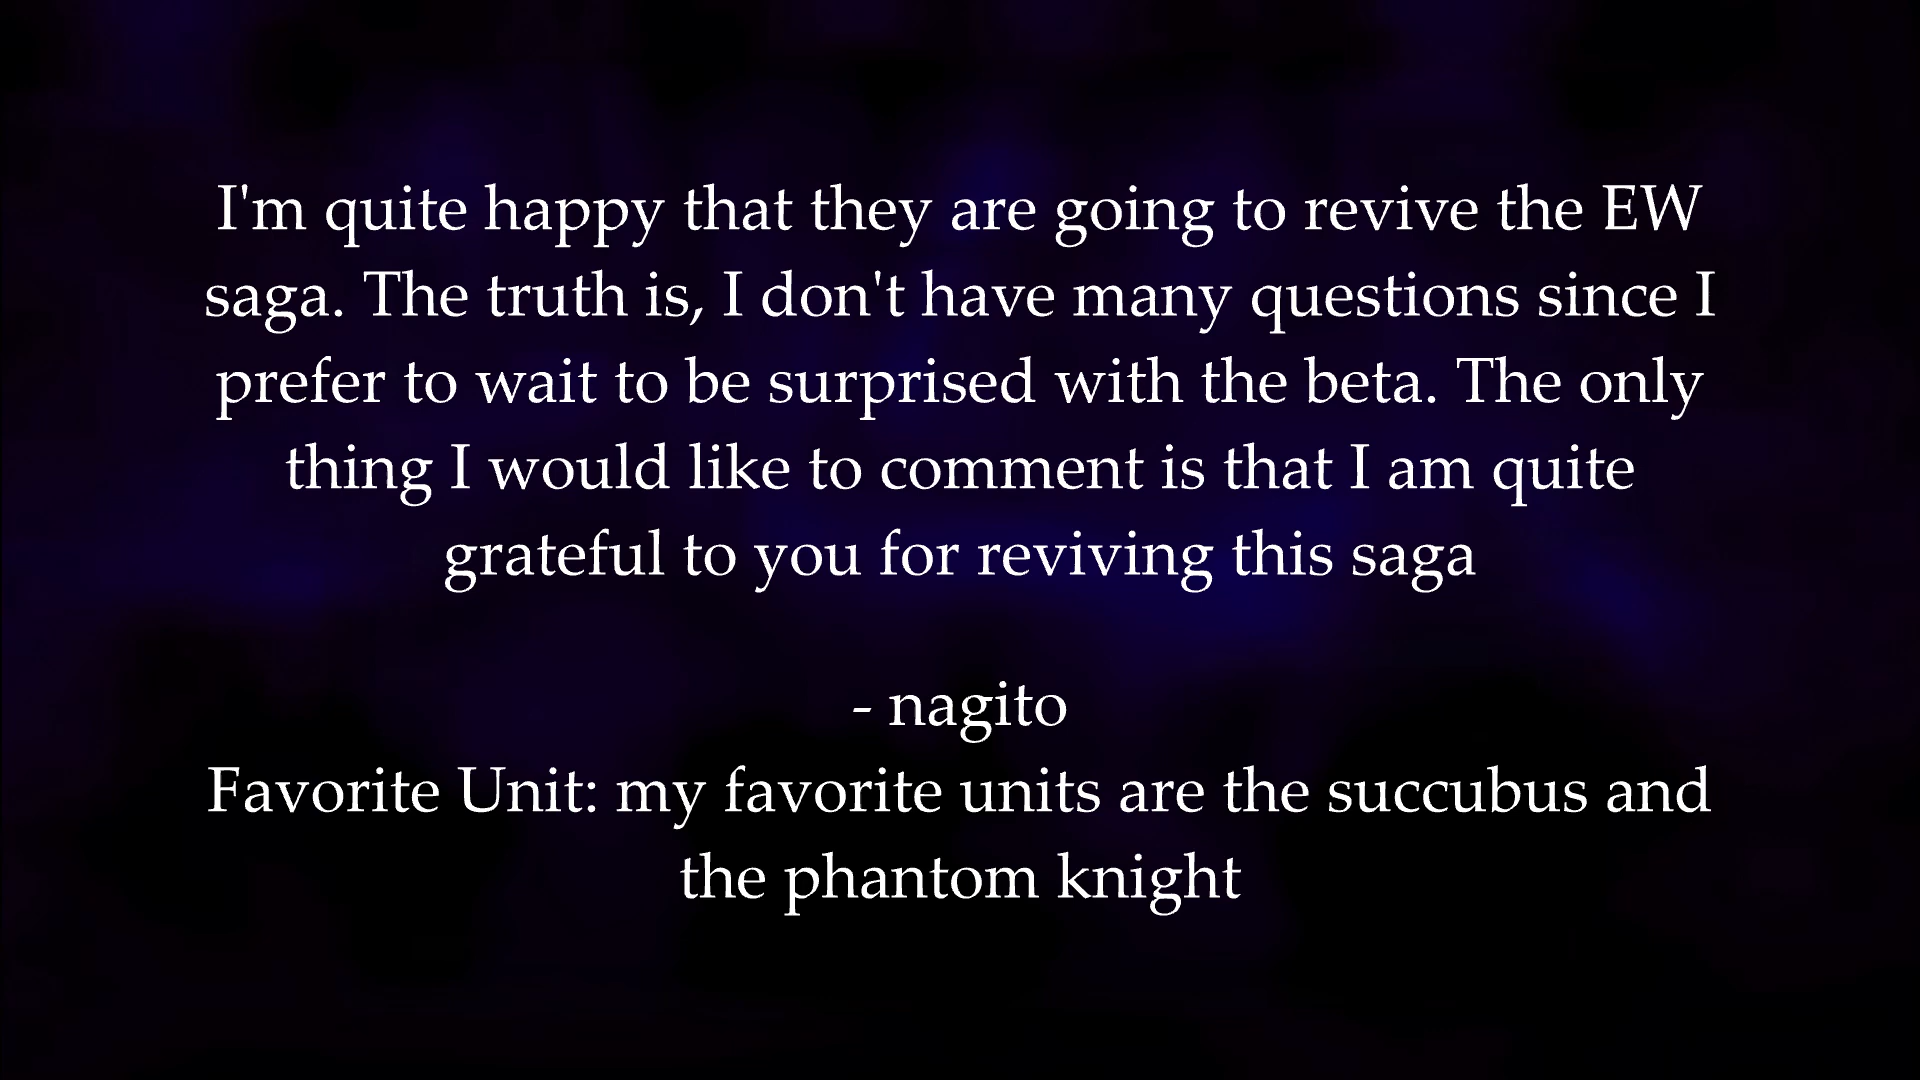 I'm quite happy that they are going to revive the EW
saga. The truth is, I don't have many questions since I
prefer to wait to be surprised with the beta. The only
thing I would like to comment is that I am quite
grateful to you for reviving this saga
- nagito
Favorite Unit: my favorite units are the succubus and
the phantom knight